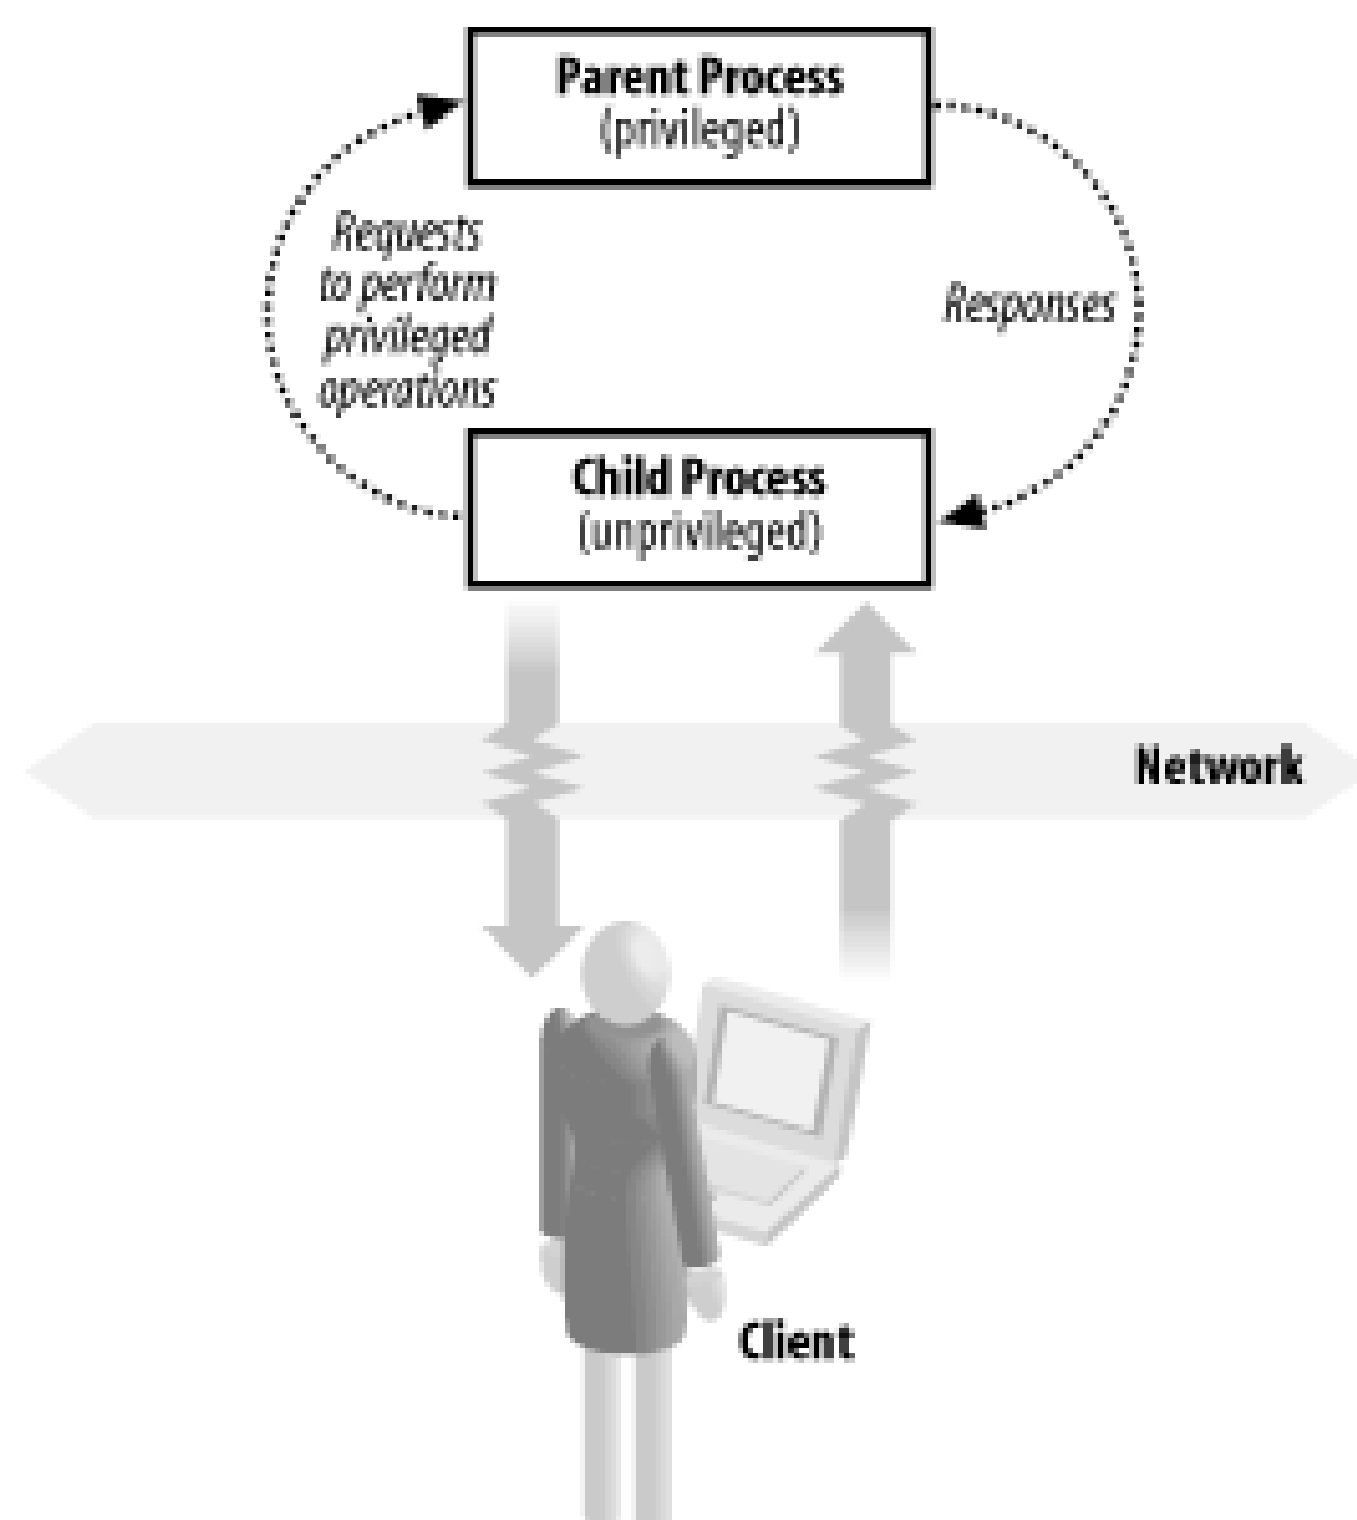 Parent Process
(privileged)
Requests
to perform
privileged
operations
Responses
Child Process
(unprivileged)
Network
Client